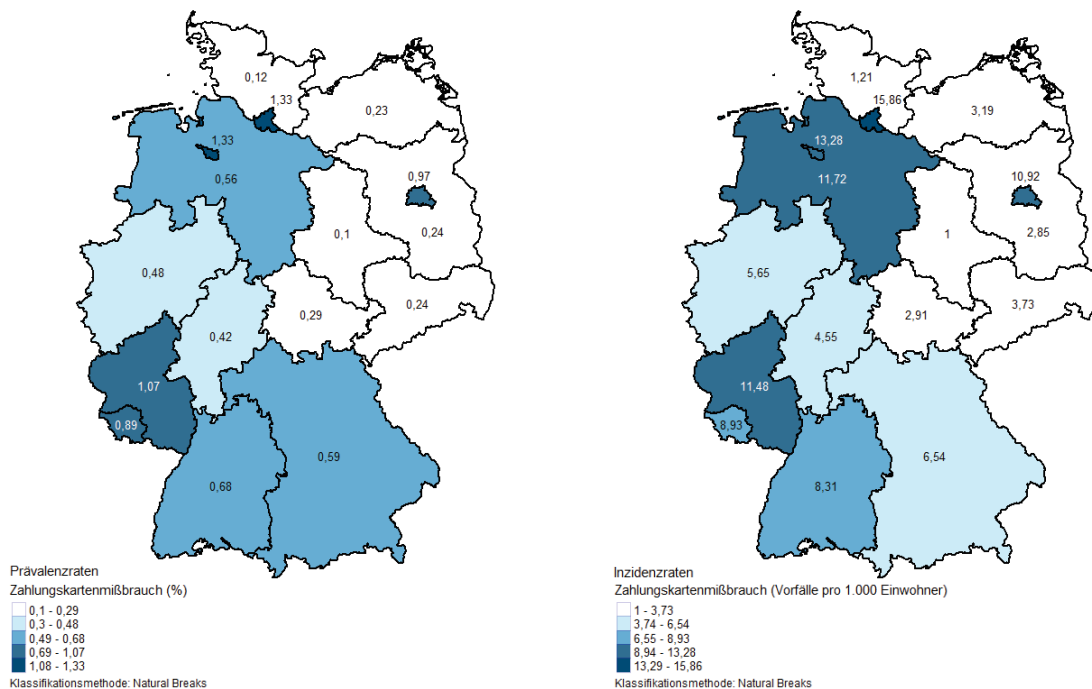 0,12
1,33
0,23
1,33
0,97
0,56
0,24
0,1
0,48
0,24
0,29
0,42
1,07
0,89
0,59
0,68
Prävalenzraten
Zahlungskartenmißbrauch (%)
0,1 - 0,29
0,3 - 0,48
0,49 - 0,68
0,69 - 1,07
1,08 - 1,33
Klassifikationsmethode: Natural Breaks
1,21
15,86
3,19
13,28
10,92
11,72
2,85
1
5,65
3,73
2,91
4,55
11,48
8,93
6,54
8,31
Inzidenzraten
Zahlungskartenmißbrauch (Vorfälle pro 1.000 Einwohner)
1 - 3,73
3,74 - 6,54
6,55 - 8,93
8,94 - 13,28
13,29 - 15,86
Klassifikationsmethode: Natural Breaks